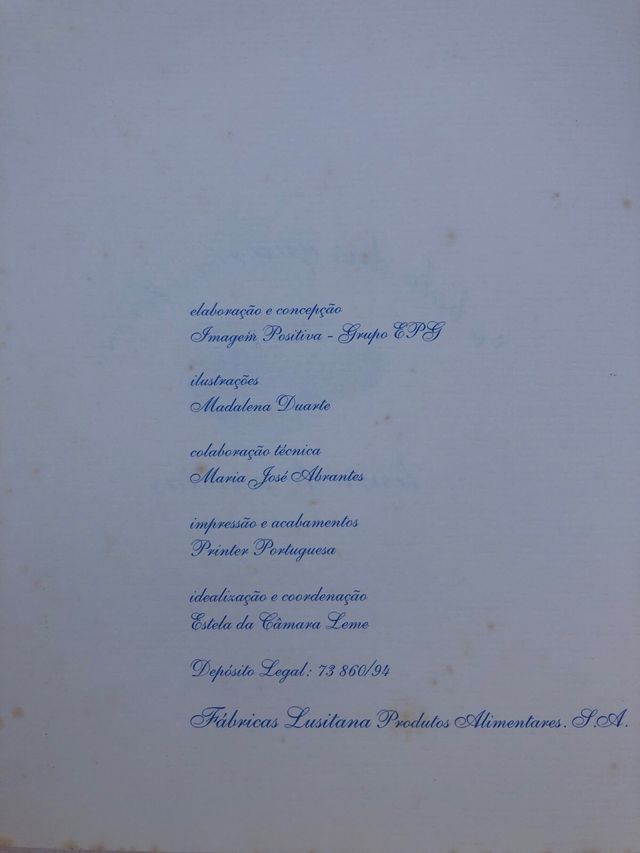 elaboração e concepção
Imagem Positiva - Grupo EPG
ilustrações
Madalena Duarte
colaboração técnica
Maria José Abrantes
impressão e acabamentos
Printer Portuguesa
idealização e coordenação
Estela da Câmara Leme
Depósito Legal: 73 860/94
Fábricas Lusitana Produtos Alimentares. S.A.